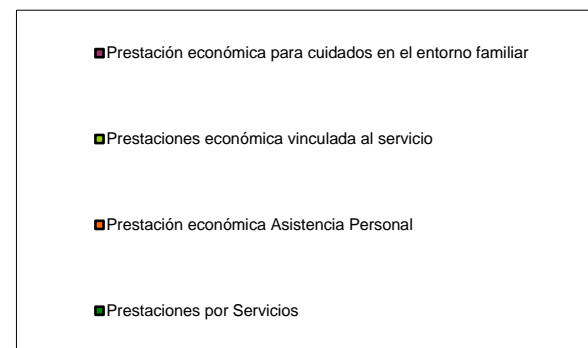 Prestación económica para cuidados en el entorno familiar
Prestaciones económica vinculada al servicio
Prestación económica Asistencia Personal
Prestaciones por Servicios